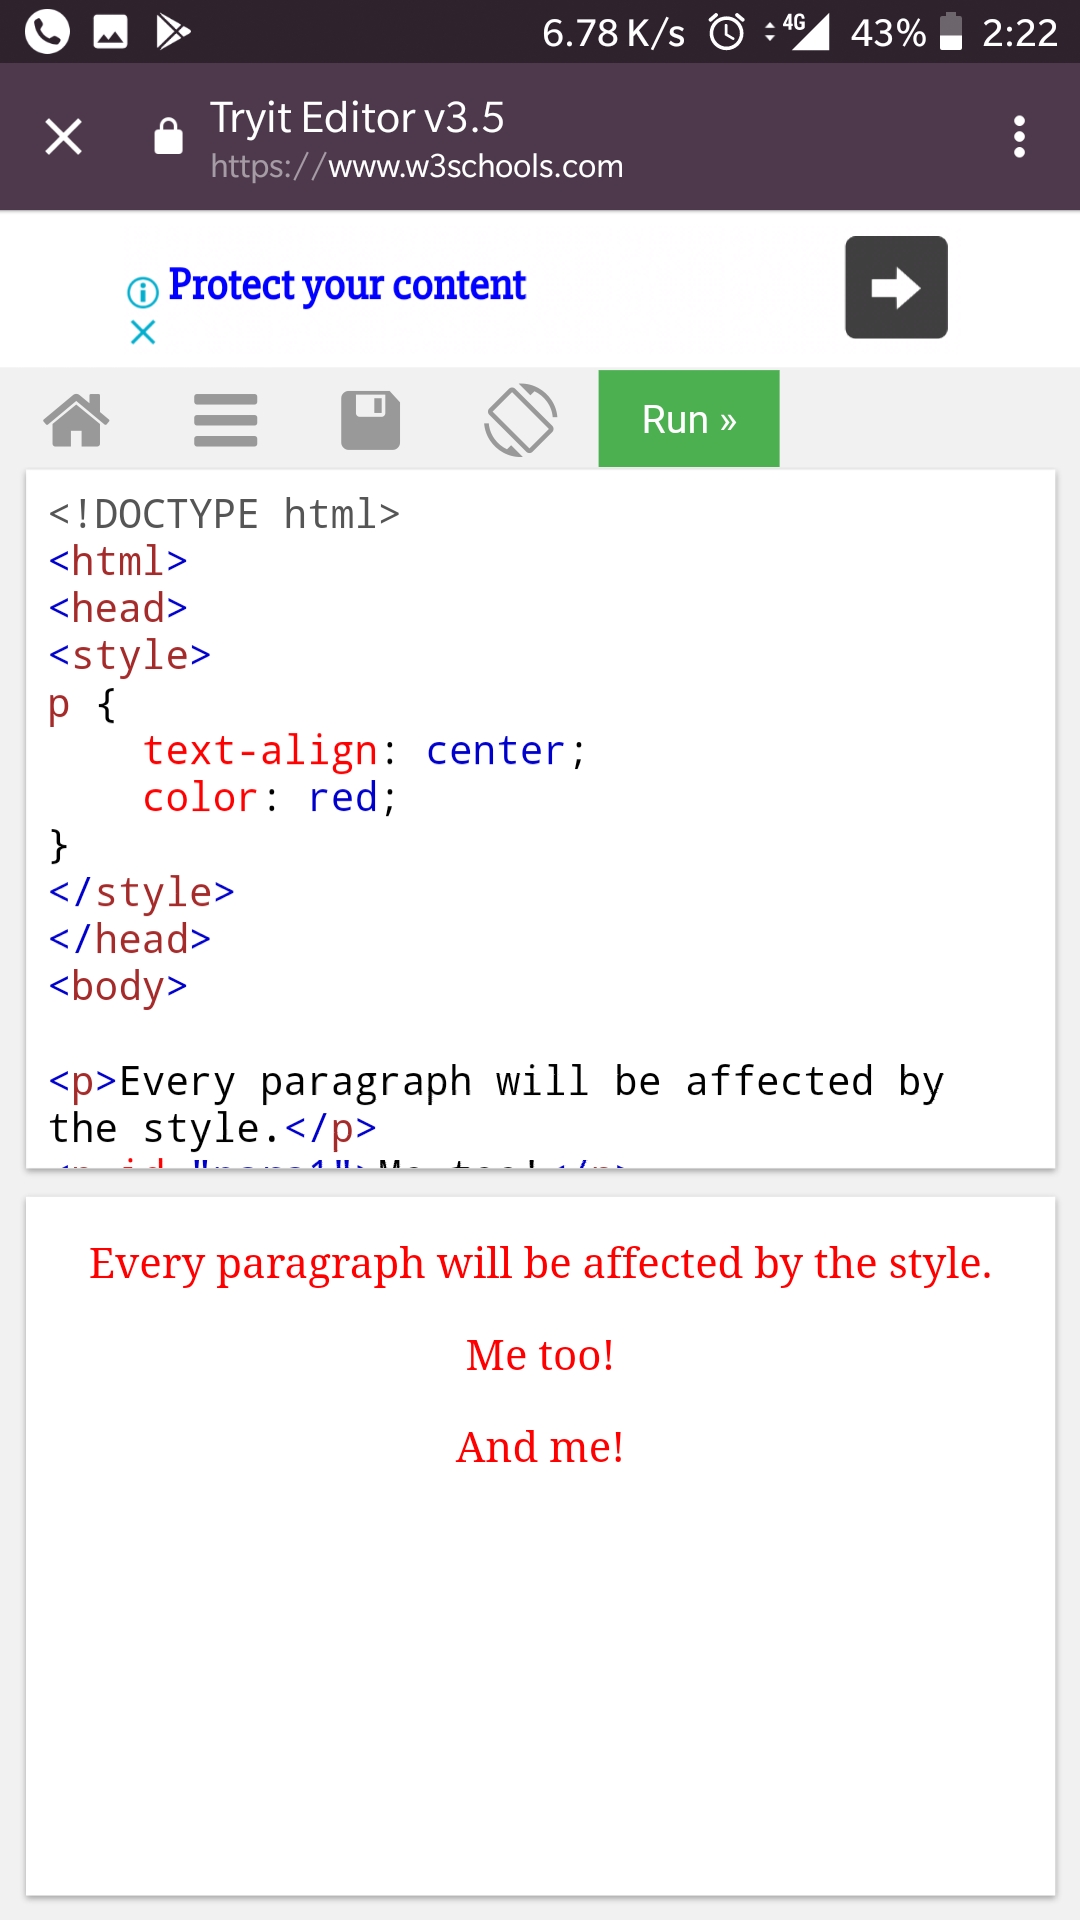 6.78 K/s 4G 43% 2:22
Tryit Editor v3.5
https://www.w3schools.com
Protect your content
Run »
<!DOCTYPE html>
<html>
<head>
<style>
p {
    text-align: center;
    color: red;
}
</style>
</head>
<body>
<p>Every paragraph will be affected by
the style.</p>
Every paragraph will be affected by the style.
Me too!
And me!